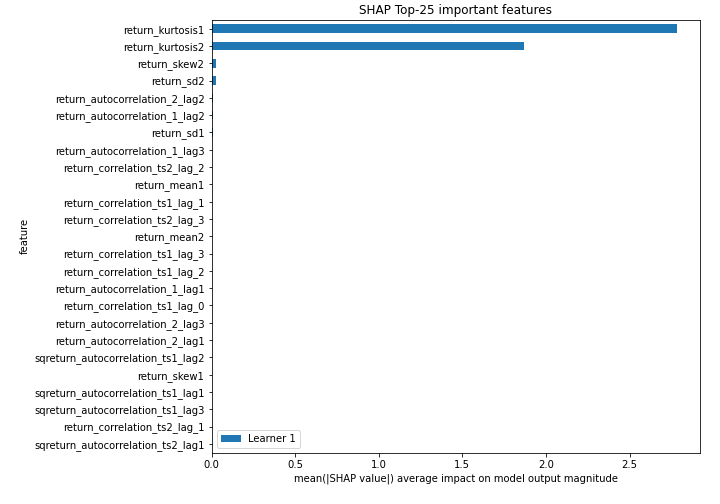 SHAP Top-25 important features
return_kurtosis1
return_kurtosis2
return_skew2
return_sd2
return_autocorrelation_2_lag2
return_autocorrelation_1_lag2
return_sd1
return_autocorrelation_1_lag3
return_correlation_ts2_lag_2
return_mean1
return_correlation_ts1_lag_1
return_correlation_ts2_lag_3
return_mean2
return_correlation_ts1_lag_3
return_correlation_ts1_lag_2
return_autocorrelation_1_lag1
return_correlation_ts1_lag_0
return_autocorrelation_2_lag3
return_autocorrelation_2_lag1
sqreturn_autocorrelation_ts1_lag2
return_skew1
sqreturn_autocorrelation_ts1_lag1
sqreturn_autocorrelation_ts1_lag3
return_correlation_ts2_lag_1
sqreturn_autocorrelation_ts2_lag1
feature
Learner 1
0.0 0.5 1.0 1.5 2.0 2.5
mean(|SHAP value|) average impact on model output magnitude